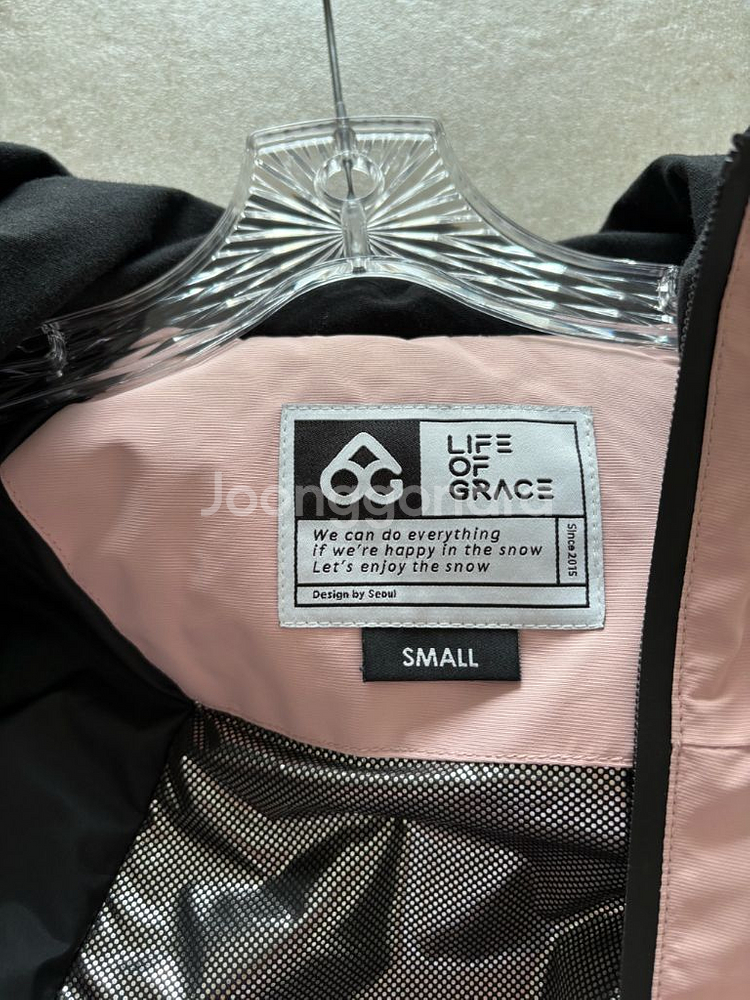 LIFE
OF
GRACE
We can do everything
if we're happy in the snow
Let's enjoy the snow
Since 2015
Design by Seoul
SMALL
Joonggonara